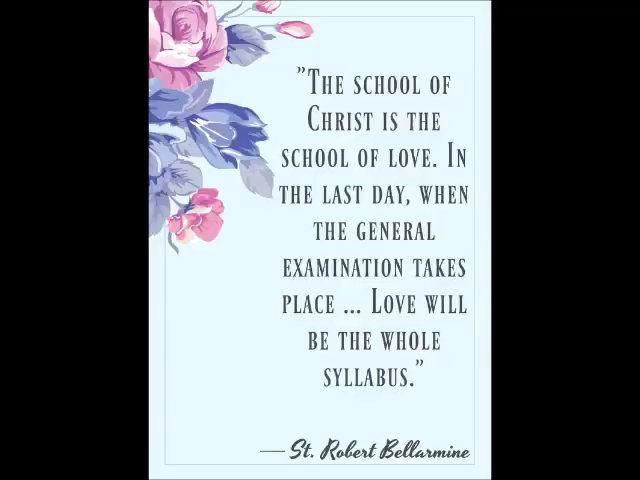 "The school of
Christ is the
school of love. In
the last day, when
the general
examination takes
place ... Love will
be the whole
syllabus."
— St. Robert Bellarmine